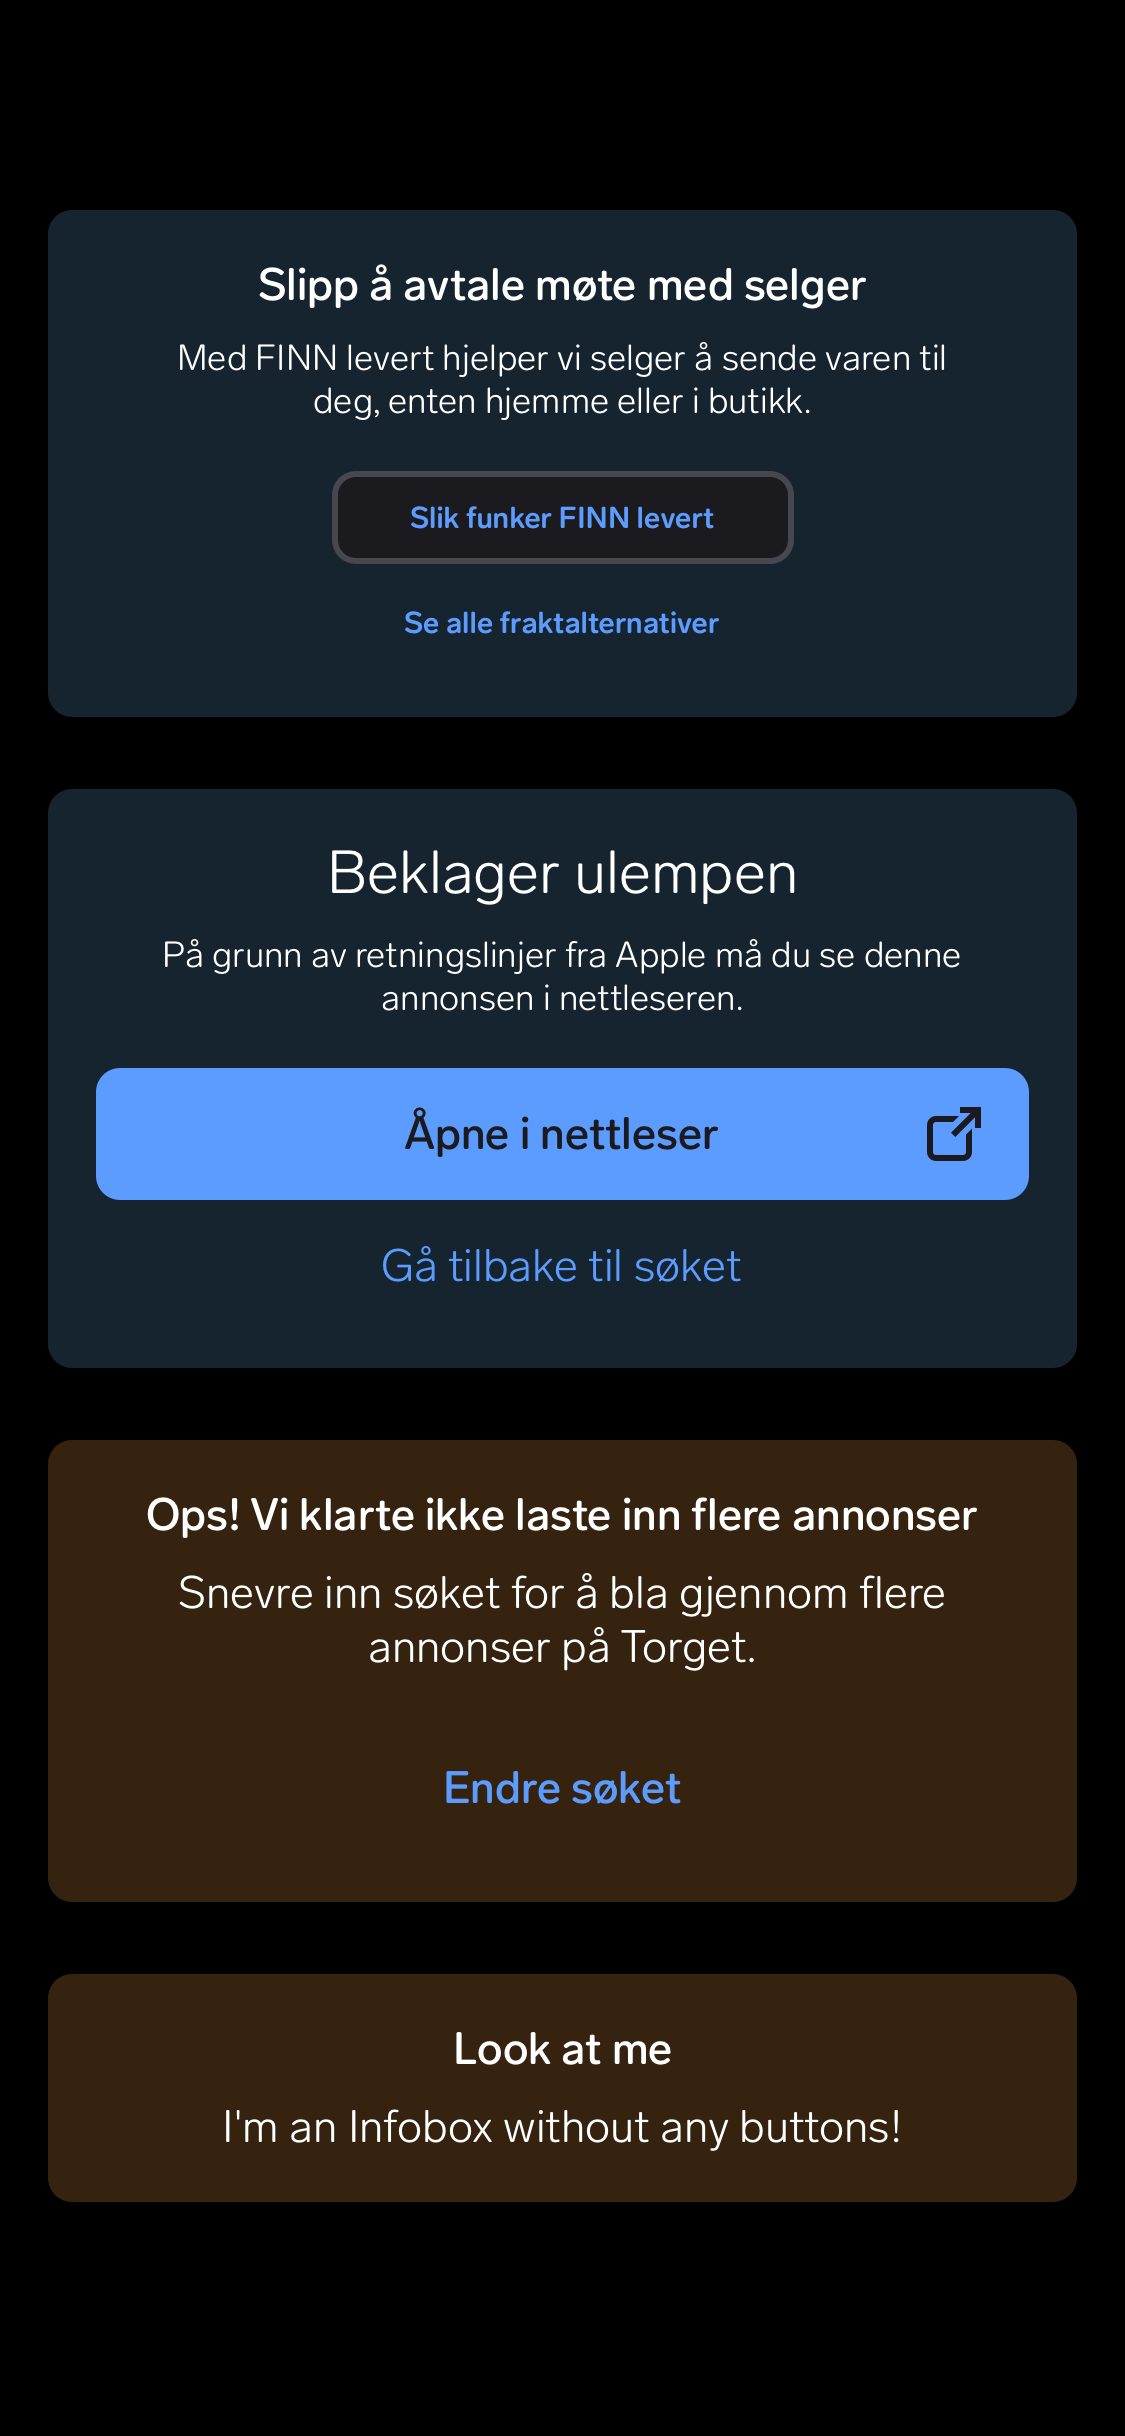 Slipp å avtale møte med selger
Med FINN levert hjelper vi selger å sende varen til
deg, enten hjemme eller i butikk.
Slik funker FINN levert
Se alle fraktalternativer
Beklager ulempen
På grunn av retningslinjer fra Apple må du se denne
annonsen i nettleseren.
Åpne i nettleser
Gå tilbake til søket
Ops! Vi klarte ikke laste inn flere annonser
Snevre inn søket for å bla gjennom flere
annonser på Torget.
Endre søket
Look at me
I'm an Infobox without any buttons!